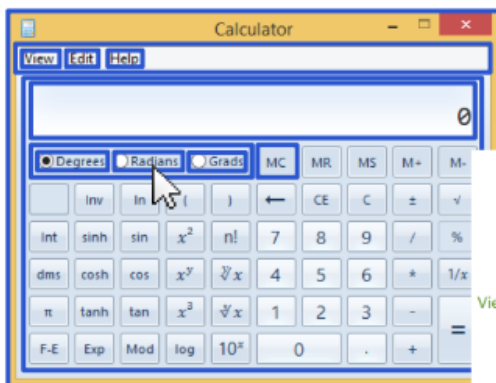 Calculator
View Edit Help
0
Degrees Radians Grads MC MR MS M+ M-
Inv ln ( ) ← CE C ± √
Int sinh sin x² n! 7 8 9 / %
dms cosh cos xʸ ʸ√x 4 5 6 * 1/x
π tanh tan x³ ³√x 1 2 3 - =
F-E Exp Mod log 10ˣ 0 . +
Vie